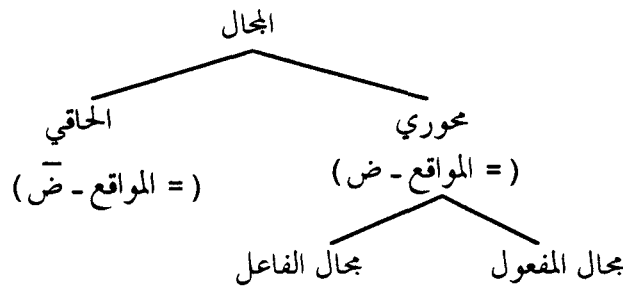 المجال
محوري
الحاقي
( = المواقع - ض )
( = المواقع - ض̄ )
مجال المفعول
مجال الفاعل